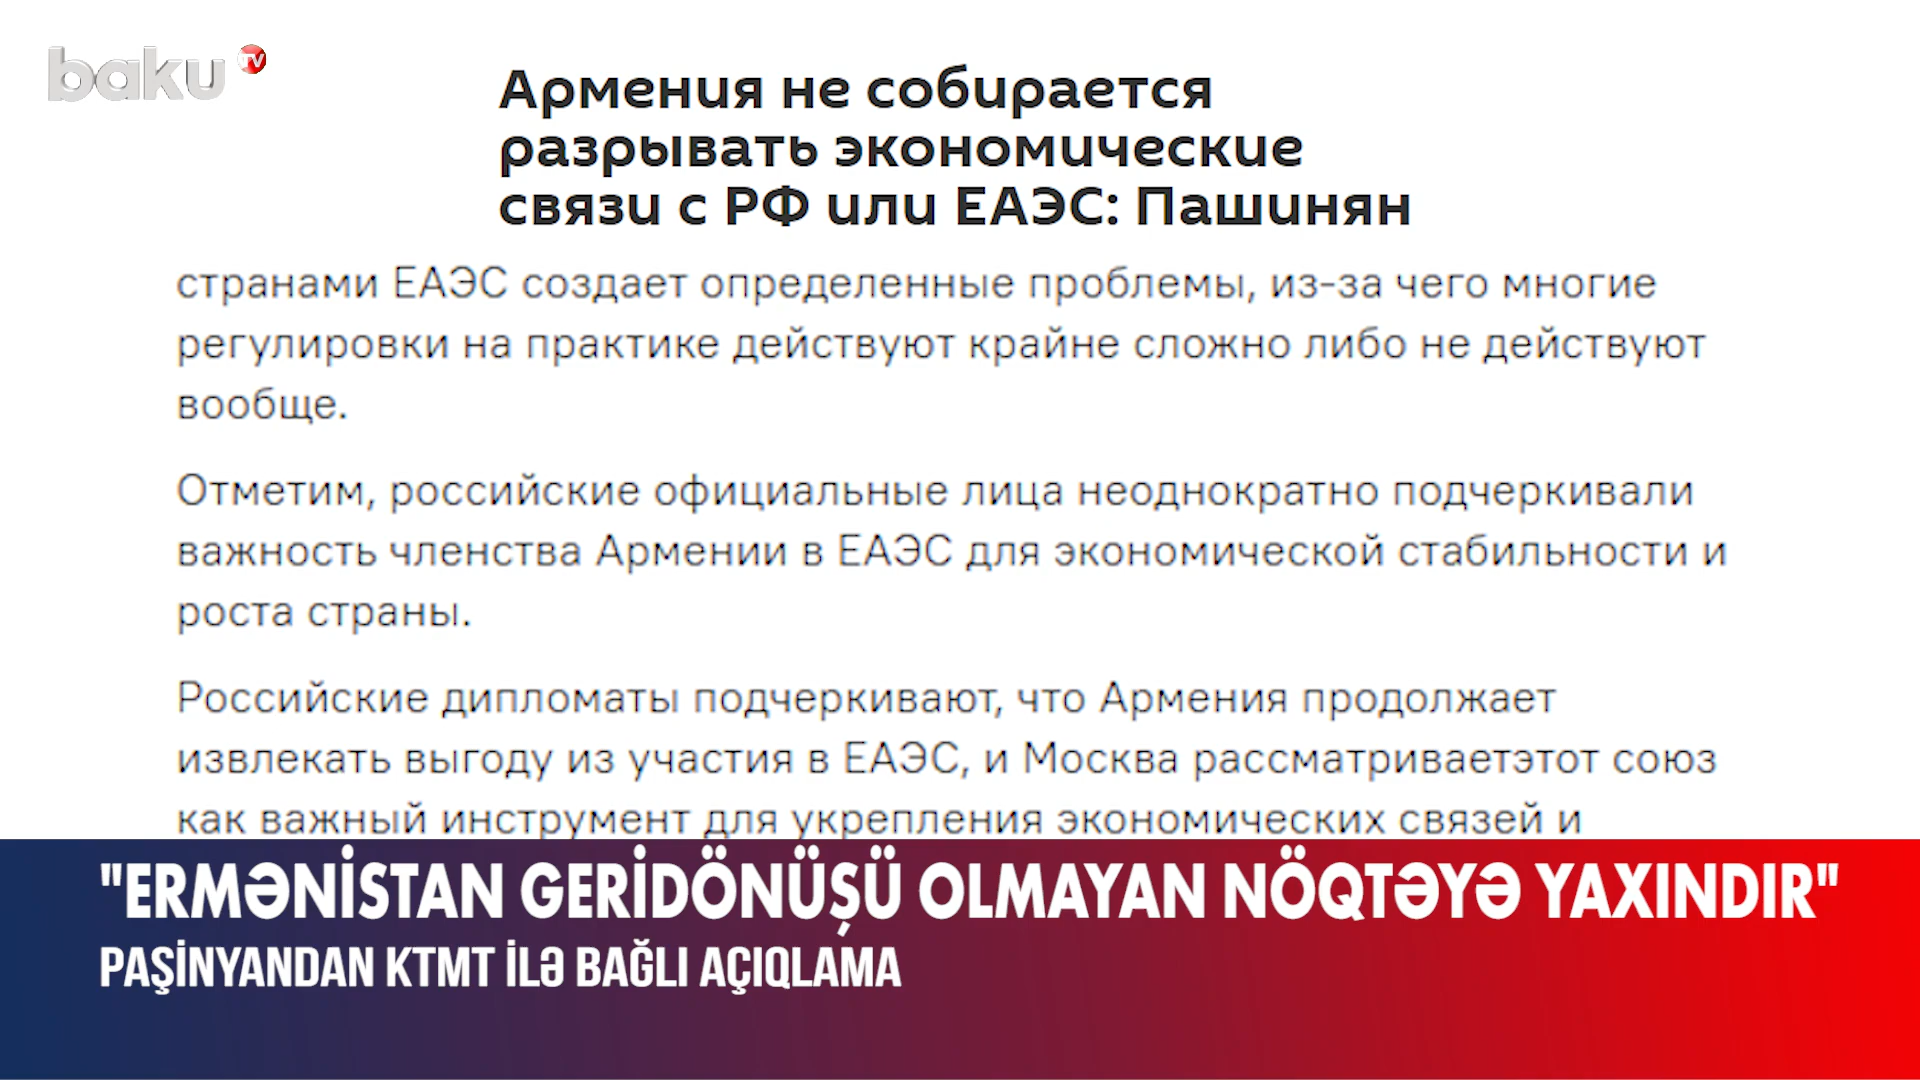 baku TV
Армения не собирается
разрывать экономические
связи с РФ или ЕАЭС: Пашинян
странами ЕАЭС создает определенные проблемы, из-за чего многие
регулировки на практике действуют крайне сложно либо не действуют
вообще.
Отметим, российские официальные лица неоднократно подчеркивали
важность членства Армении в ЕАЭС для экономической стабильности и
роста страны.
Российские дипломаты подчеркивают, что Армения продолжает
извлекать выгоду из участия в ЕАЭС, и Москва рассматриваетэтот союз
как важный инструмент для укрепления экономических связей и
"ERMƏNİSTAN GERİDÖNÜŞÜ OLMAYAN NÖQTƏYƏ YAXINDIR"
PAŞİNYANDAN KTMT İLƏ BAĞLI AÇIQLAMA